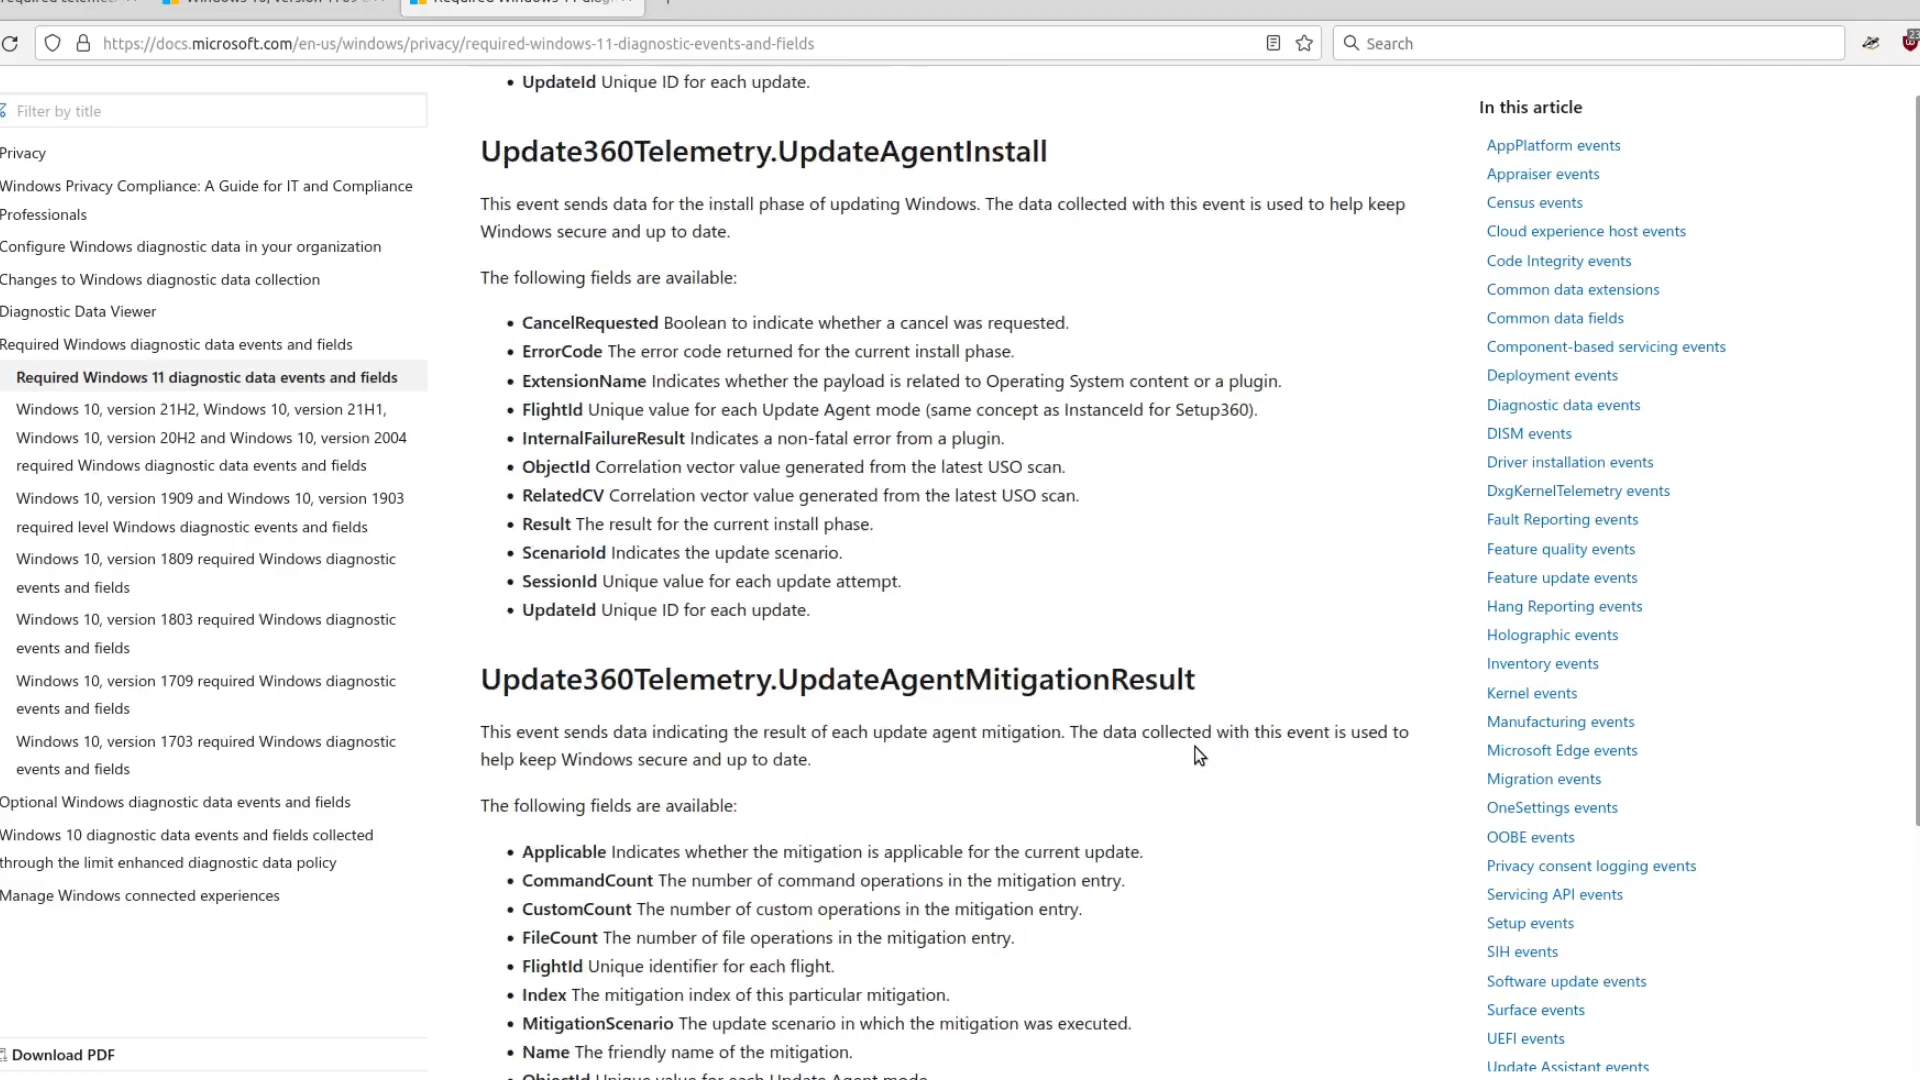 https://docs.microsoft.com/en-us/windows/privacy/required-windows-11-diagnostic-events-and-fields
Search
Filter by title
Privacy
Windows Privacy Compliance: A Guide for IT and Compliance
Professionals
Configure Windows diagnostic data in your organization
Changes to Windows diagnostic data collection
Diagnostic Data Viewer
Required Windows diagnostic data events and fields
Required Windows 11 diagnostic data events and fields
Windows 10, version 21H2, Windows 10, version 21H1,
Windows 10, version 20H2 and Windows 10, version 2004
required Windows diagnostic data events and fields
Windows 10, version 1909 and Windows 10, version 1903
required level Windows diagnostic events and fields
Windows 10, version 1809 required Windows diagnostic
events and fields
Windows 10, version 1803 required Windows diagnostic
events and fields
Windows 10, version 1709 required Windows diagnostic
events and fields
Windows 10, version 1703 required Windows diagnostic
events and fields
Optional Windows diagnostic data events and fields
Windows 10 diagnostic data events and fields collected
through the limit enhanced diagnostic data policy
Manage Windows connected experiences
Download PDF
• UpdateId Unique ID for each update.
Update360Telemetry.UpdateAgentInstall
This event sends data for the install phase of updating Windows. The data collected with this event is used to help keep
Windows secure and up to date.
The following fields are available:
• CancelRequested Boolean to indicate whether a cancel was requested.
• ErrorCode The error code returned for the current install phase.
• ExtensionName Indicates whether the payload is related to Operating System content or a plugin.
• FlightId Unique value for each Update Agent mode (same concept as InstanceId for Setup360).
• InternalFailureResult Indicates a non-fatal error from a plugin.
• ObjectId Correlation vector value generated from the latest USO scan.
• RelatedCV Correlation vector value generated from the latest USO scan.
• Result The result for the current install phase.
• ScenarioId Indicates the update scenario.
• SessionId Unique value for each update attempt.
• UpdateId Unique ID for each update.
Update360Telemetry.UpdateAgentMitigationResult
This event sends data indicating the result of each update agent mitigation. The data collected with this event is used to
help keep Windows secure and up to date.
The following fields are available:
• Applicable Indicates whether the mitigation is applicable for the current update.
• CommandCount The number of command operations in the mitigation entry.
• CustomCount The number of custom operations in the mitigation entry.
• FileCount The number of file operations in the mitigation entry.
• FlightId Unique identifier for each flight.
• Index The mitigation index of this particular mitigation.
• MitigationScenario The update scenario in which the mitigation was executed.
• Name The friendly name of the mitigation.
• ObjectId Unique value for each Update Agent mode.
In this article
AppPlatform events
Appraiser events
Census events
Cloud experience host events
Code Integrity events
Common data extensions
Common data fields
Component-based servicing events
Deployment events
Diagnostic data events
DISM events
Driver installation events
DxgKernelTelemetry events
Fault Reporting events
Feature quality events
Feature update events
Hang Reporting events
Holographic events
Inventory events
Kernel events
Manufacturing events
Microsoft Edge events
Migration events
OneSettings events
OOBE events
Privacy consent logging events
Servicing API events
Setup events
SIH events
Software update events
Surface events
UEFI events
Update Assistant events